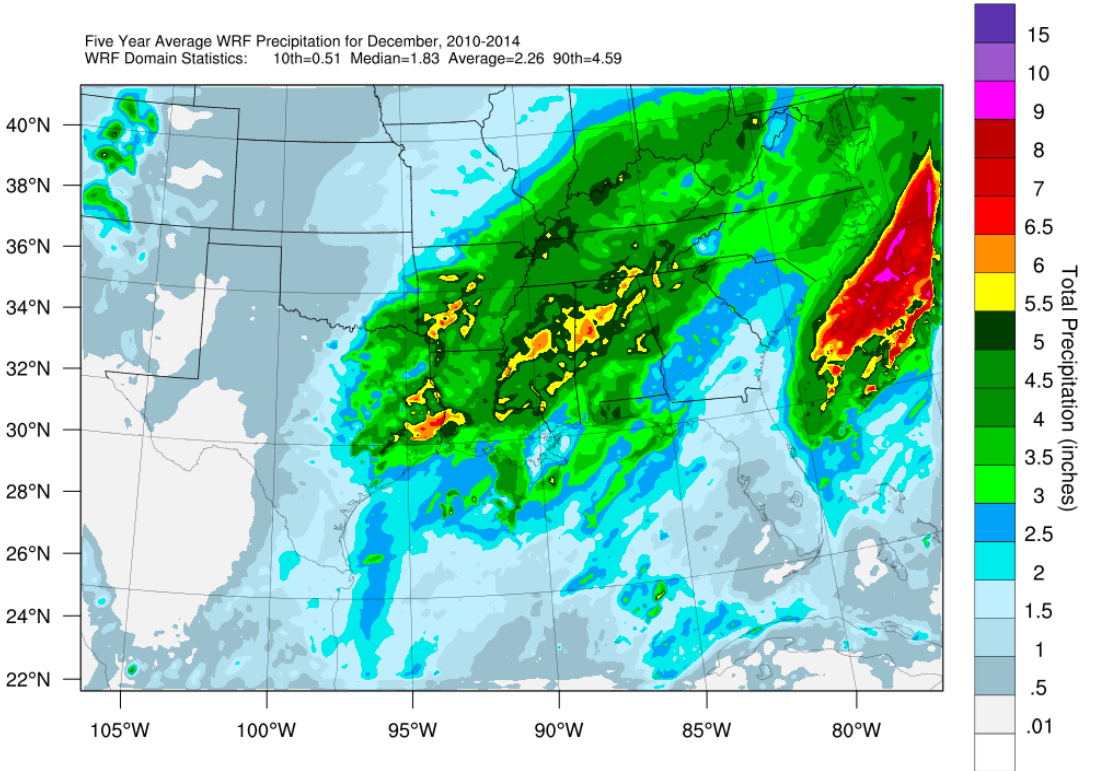 Five Year Average WRF Precipitation for December, 2010-2014
WRF Domain Statistics: 10th=0.51 Median=1.83 Average=2.26 90th=4.59
15
10
9
8
7
6.5
6
5.5
5
4.5
4
3.5
3
2.5
2
1.5
1
.5
.01
Total Precipitation (inches)
40°N
38°N
36°N
34°N
32°N
30°N
28°N
26°N
24°N
22°N
105°W 100°W 95°W 90°W 85°W 80°W